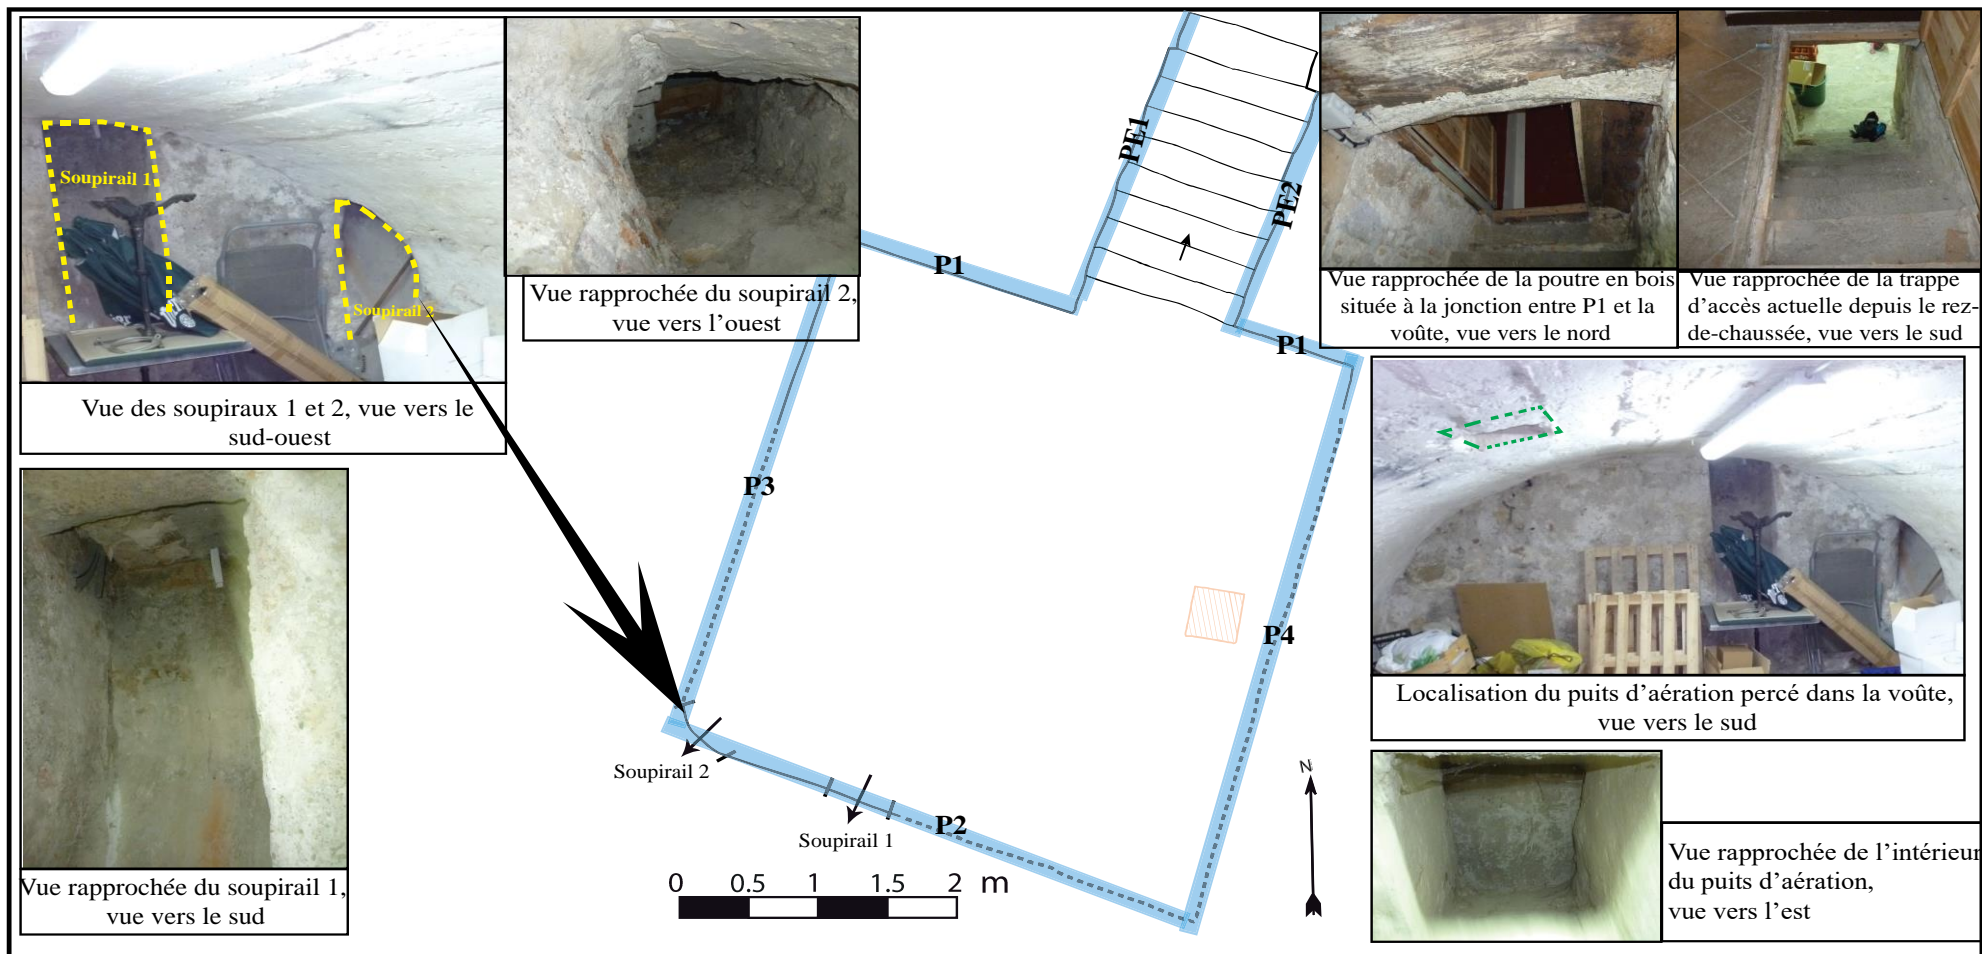 Soupirail 1
Soupirail 2
Vue des soupiraux 1 et 2, vue vers le
sud-ouest
Vue rapprochée du soupirail 2,
vue vers l'ouest
Vue rapprochée du soupirail 1,
vue vers le sud
P1
PE1
PE2
P1
P3
P4
P2
Soupirail 2
Soupirail 1
0 0.5 1 1.5 2 m
N
Vue rapprochée de la poutre en bois
située à la jonction entre P1 et la
voûte, vue vers le nord
Vue rapprochée de la trappe
d'accès actuelle depuis le rez-
de-chaussée, vue vers le sud
Localisation du puits d'aération percé dans la voûte,
vue vers le sud
Vue rapprochée de l'intérieur
du puits d'aération,
vue vers l'est